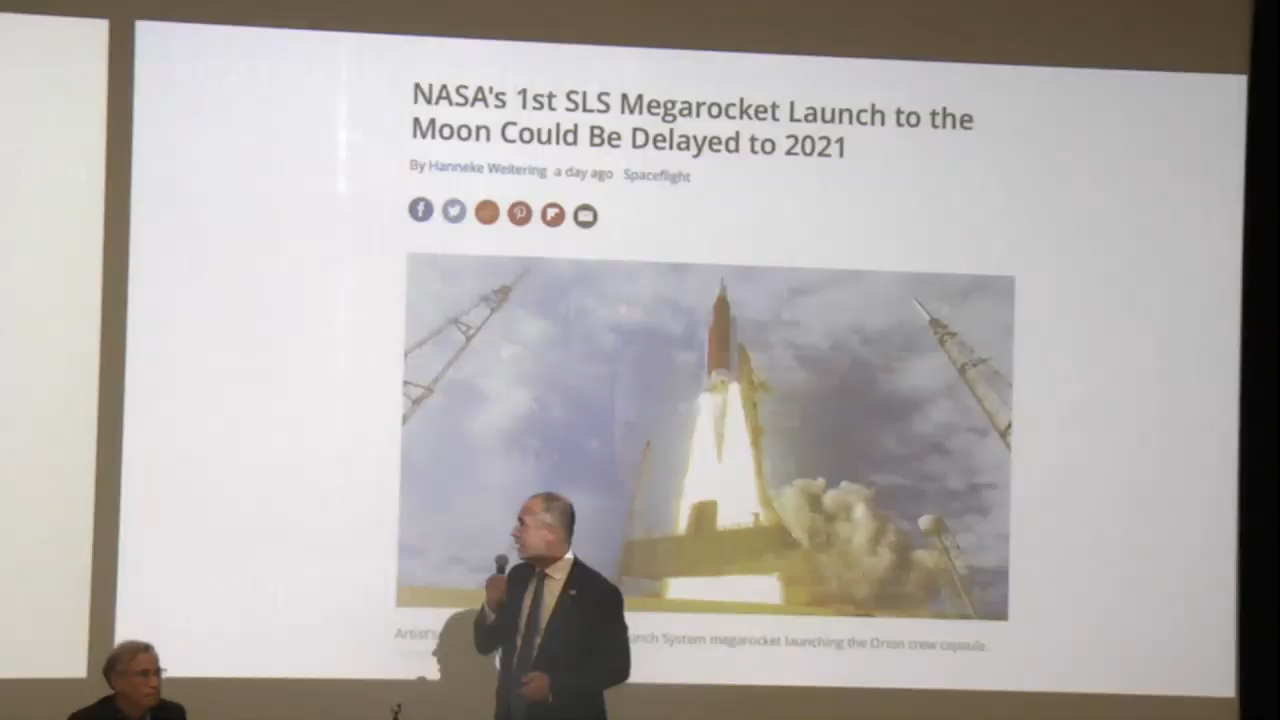 NASA's 1st SLS Megarocket Launch to the
Moon Could Be Delayed to 2021
By Hanneke Weitering a day ago Spaceflight
Artist's unch System megarocket launching the Orion crew capsule.